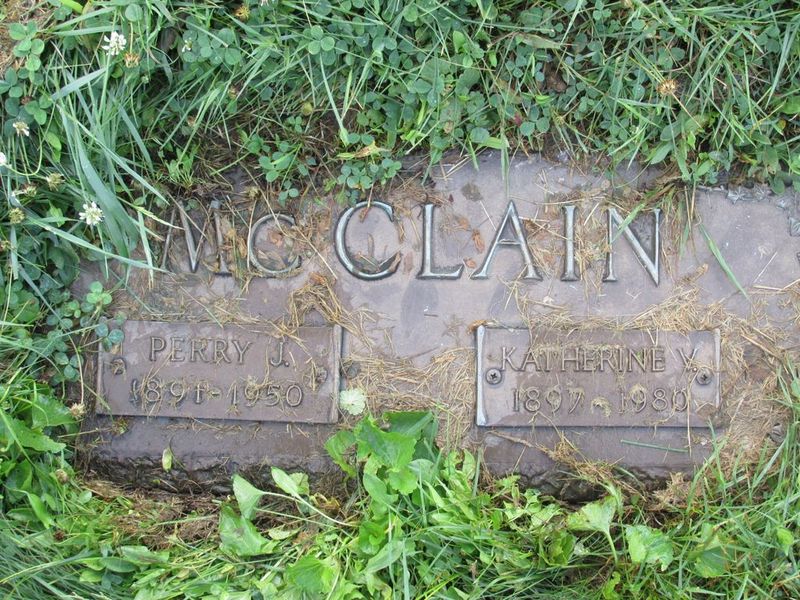 McCLAIN
PERRY J.
1891-1950
KATHERINE V.
1897-1980